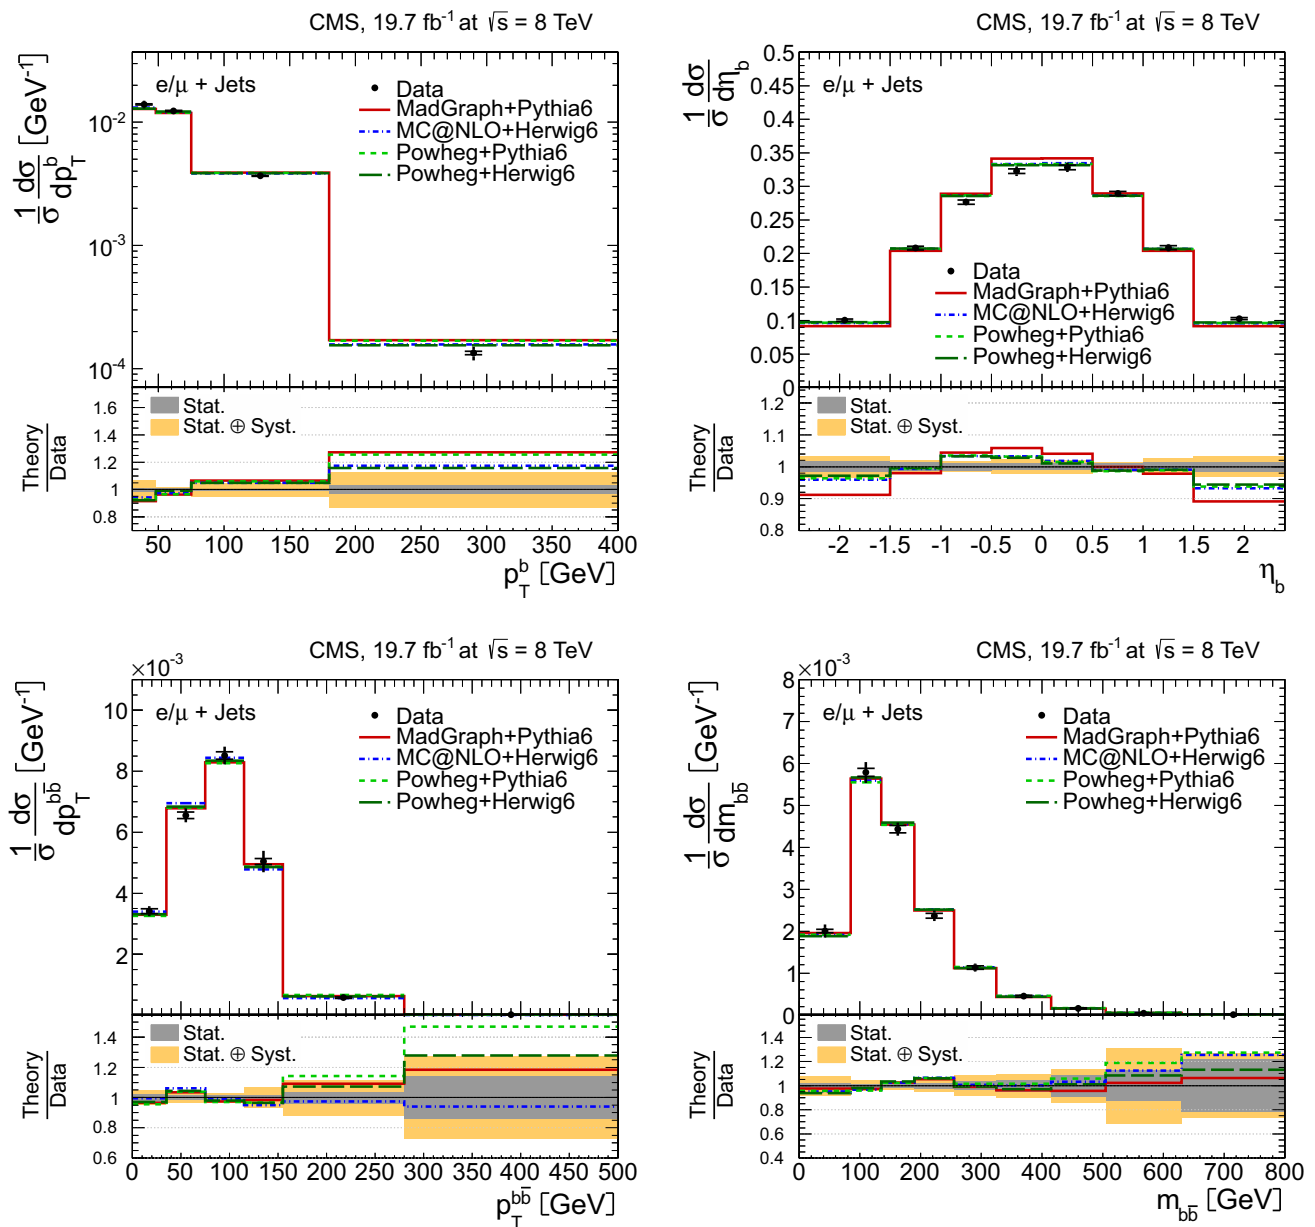 CMS, 19.7 fb⁻¹ at √s = 8 TeV
1/σ dσ/dp_T^b [GeV⁻¹]
e/μ + Jets
Data
MadGraph+Pythia6
MC@NLO+Herwig6
Powheg+Pythia6
Powheg+Herwig6
10⁻²
10⁻³
10⁻⁴
Theory/Data
Stat.
Stat. ⊕ Syst.
1.6
1.4
1.2
1
0.8
50 100 150 200 250 300 350 400
p_T^b [GeV]
CMS, 19.7 fb⁻¹ at √s = 8 TeV
1/σ dσ/dη_b
e/μ + Jets
0.5
0.45
0.4
0.35
0.3
0.25
0.2
0.15
0.1
0.05
0
Data
MadGraph+Pythia6
MC@NLO+Herwig6
Powheg+Pythia6
Powheg+Herwig6
Theory/Data
Stat.
Stat. ⊕ Syst.
1.2
1.1
1
0.9
0.8
-2 -1.5 -1 -0.5 0 0.5 1 1.5 2
η_b
CMS, 19.7 fb⁻¹ at √s = 8 TeV
×10⁻³
1/σ dσ/dp_T^{bb̄} [GeV⁻¹]
e/μ + Jets
Data
MadGraph+Pythia6
MC@NLO+Herwig6
Powheg+Pythia6
Powheg+Herwig6
10
8
6
4
2
0
Theory/Data
Stat.
Stat. ⊕ Syst.
1.4
1.2
1
0.8
0.6
0 50 100 150 200 250 300 350 400 450 500
p_T^{bb̄} [GeV]
CMS, 19.7 fb⁻¹ at √s = 8 TeV
×10⁻³
1/σ dσ/dm_{bb̄} [GeV⁻¹]
e/μ + Jets
Data
MadGraph+Pythia6
MC@NLO+Herwig6
Powheg+Pythia6
Powheg+Herwig6
8
7
6
5
4
3
2
1
0
Theory/Data
Stat.
Stat. ⊕ Syst.
1.4
1.2
1
0.8
0.6
0.4
0 100 200 300 400 500 600 700 800
m_{bb̄} [GeV]